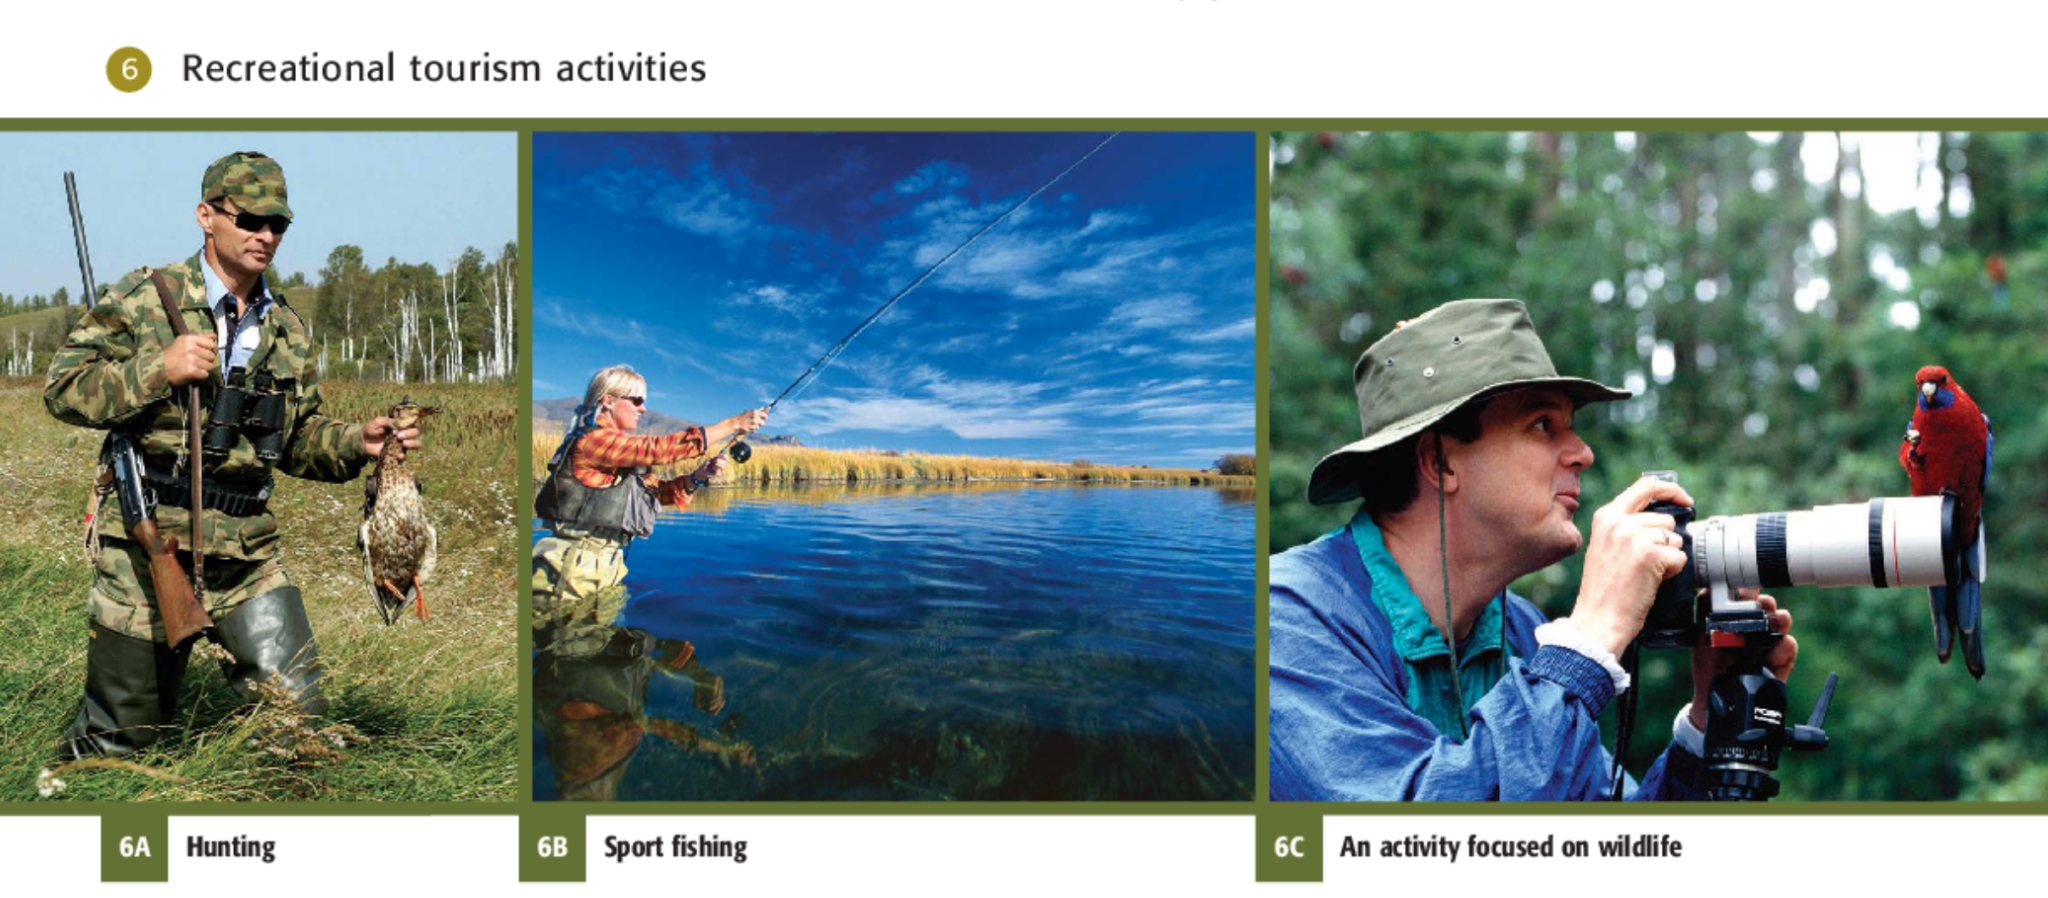 6 Recreational tourism activities
6A Hunting
6B Sport fishing
6C An activity focused on wildlife